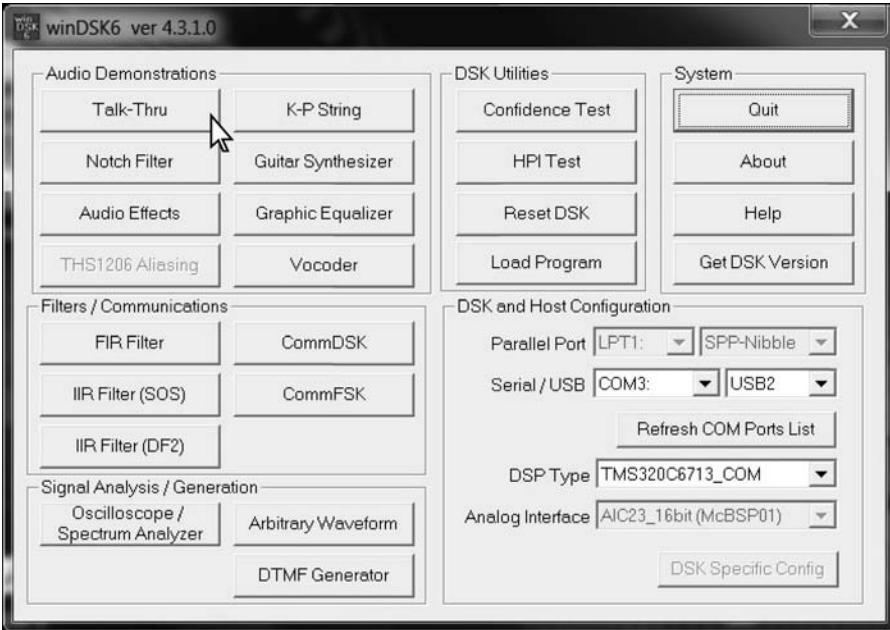 winDSK6 ver 4.3.1.0
X
Audio Demonstrations
Talk-Thru
K-P String
Notch Filter
Guitar Synthesizer
Audio Effects
Graphic Equalizer
THS1206 Aliasing
Vocoder
DSK Utilities
Confidence Test
HPI Test
Reset DSK
Load Program
System
Quit
About
Help
Get DSK Version
Filters / Communications
FIR Filter
CommDSK
IIR Filter (SOS)
CommFSK
IIR Filter (DF2)
Signal Analysis / Generation
Oscilloscope /
Spectrum Analyzer
Arbitrary Waveform
DTMF Generator
DSK and Host Configuration
Parallel Port LPT1: SPP-Nibble
Serial / USB COM3: USB2
Refresh COM Ports List
DSP Type TMS320C6713_COM
Analog Interface AIC23_16bit (McBSP01)
DSK Specific Config